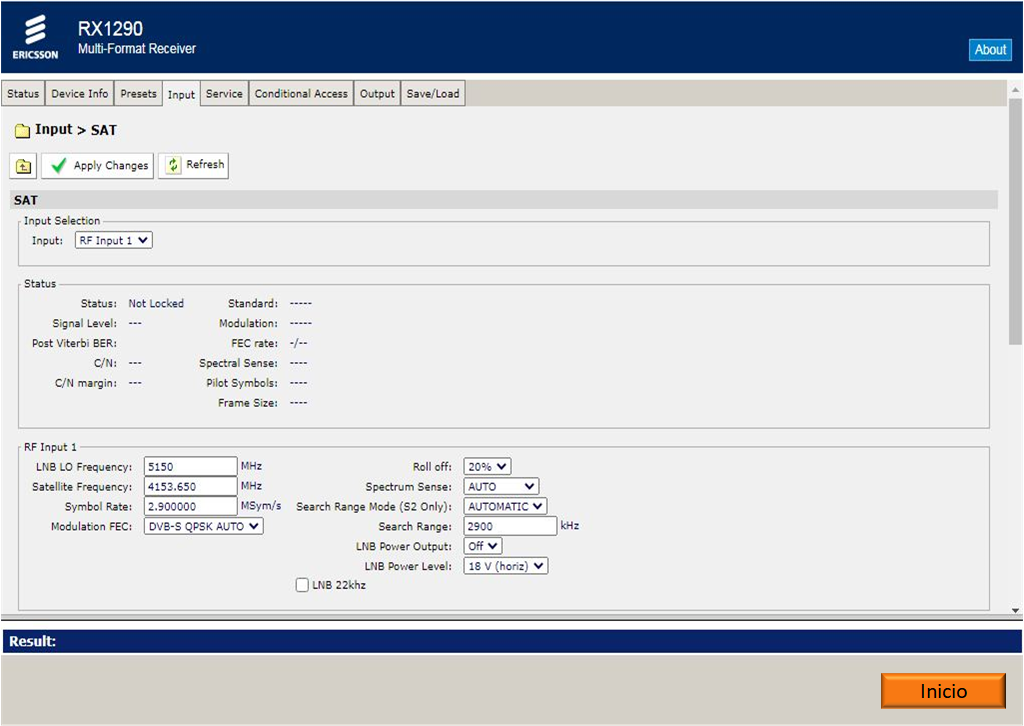 ERICSSON
RX1290
Multi-Format Receiver
About
Status Device Info Presets Input Service Conditional Access Output Save/Load
Input > SAT
Apply Changes Refresh
SAT
Input Selection
Input: RF Input 1
Status
Status: Not Locked Standard: -----
Signal Level: --- Modulation: -----
Post Viterbi BER: FEC rate: -/--
C/N: --- Spectral Sense: ----
C/N margin: --- Pilot Symbols: ----
Frame Size: ----
RF Input 1
LNB LO Frequency: 5150 MHz Roll off: 20%
Satellite Frequency: 4153.650 MHz Spectrum Sense: AUTO
Symbol Rate: 2.900000 MSym/s Search Range Mode (S2 Only): AUTOMATIC
Modulation FEC: DVB-S QPSK AUTO Search Range: 2900 kHz
LNB Power Output: Off
LNB Power Level: 18 V (horiz)
LNB 22khz
Result:
Inicio